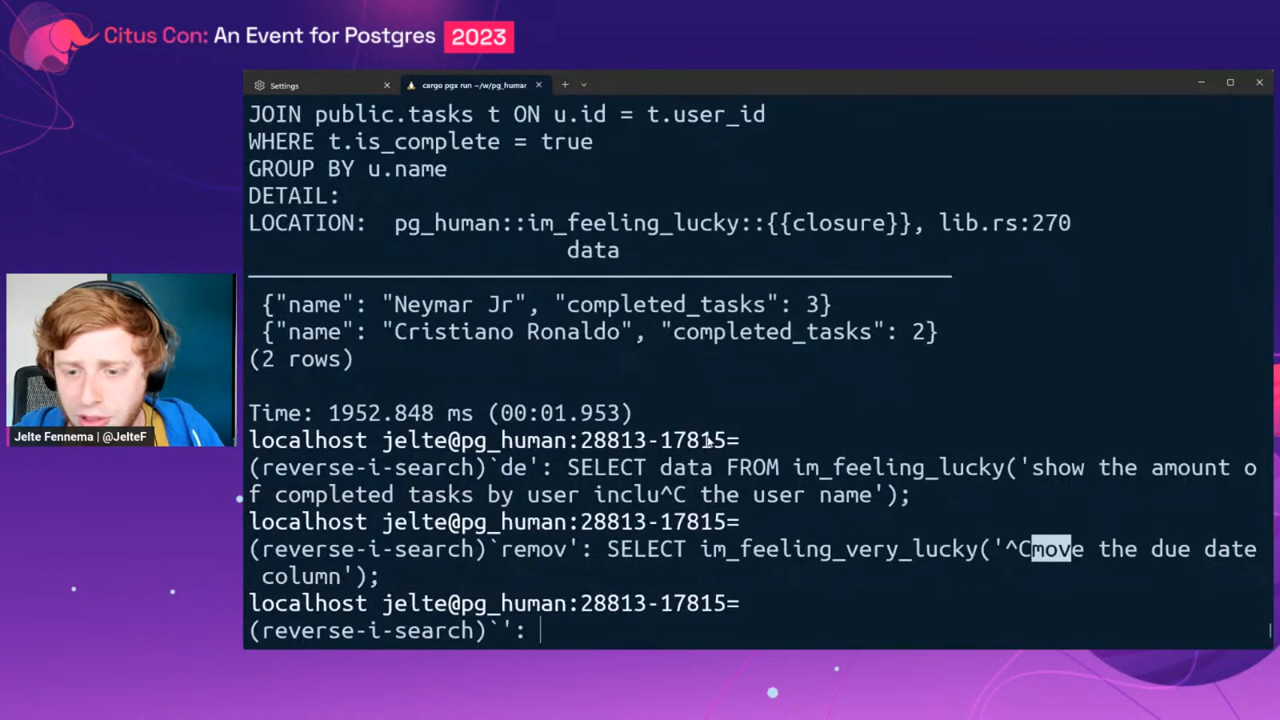 Citus Con: An Event for Postgres 2023
Settings
cargo pgx run ~/w/pg_humar
JOIN public.tasks t ON u.id = t.user_id
WHERE t.is_complete = true
GROUP BY u.name
DETAIL:
LOCATION:  pg_human::im_feeling_lucky::{{closure}}, lib.rs:270
data
{"name": "Neymar Jr", "completed_tasks": 3}
{"name": "Cristiano Ronaldo", "completed_tasks": 2}
(2 rows)
Time: 1952.848 ms (00:01.953)
localhost jelte@pg_human:28813-17815=
(reverse-i-search)`de': SELECT data FROM im_feeling_lucky('show the amount o
f completed tasks by user inclu^C the user name');
localhost jelte@pg_human:28813-17815=
(reverse-i-search)`remov': SELECT im_feeling_very_lucky('^Cmove the due date
column');
localhost jelte@pg_human:28813-17815=
(reverse-i-search)`':
Jelte Fennema | @JelteF